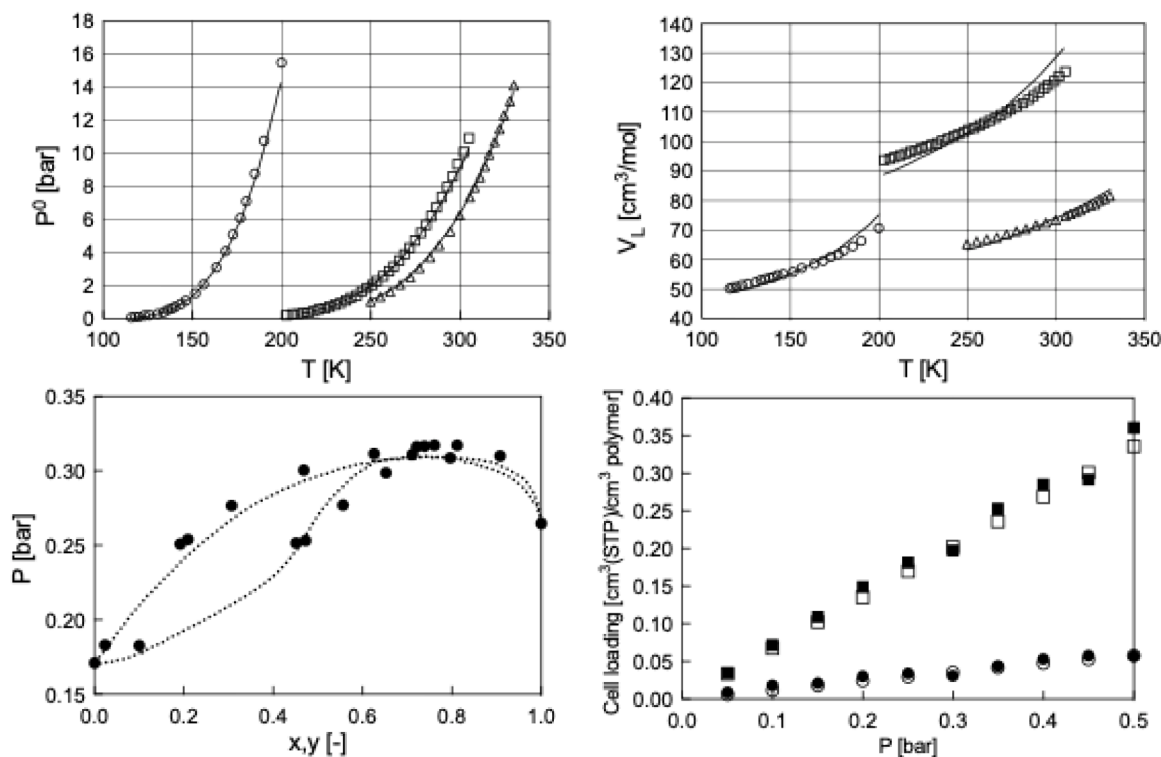 18
16
14
12
10
8
6
4
2
0
P⁰ [bar]
100 150 200 250 300 350
T [K]
140
130
120
110
100
90
80
70
60
50
40
V_L [cm³/mol]
100 150 200 250 300 350
T [K]
0.35
0.30
0.25
0.20
0.15
P [bar]
0.0 0.2 0.4 0.6 0.8 1.0
x,y [-]
0.40
0.35
0.30
0.25
0.20
0.15
0.10
0.05
0.00
Cell loading [cm³(STP)/cm³ polymer]
0.0 0.1 0.2 0.3 0.4 0.5
P [bar]